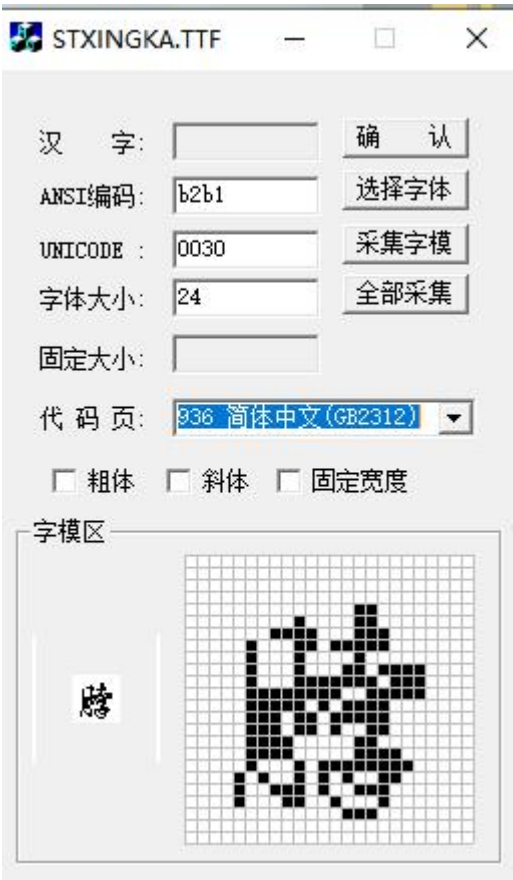 STXINGKA.TTF
汉 字: 确 认
ANSI编码: b2b1 选择字体
UNICODE : 0030 采集字模
字体大小: 24 全部采集
固定大小:
代 码 页: 936 简体中文(GB2312)
粗体 斜体 固定宽度
字模区
脖 脖